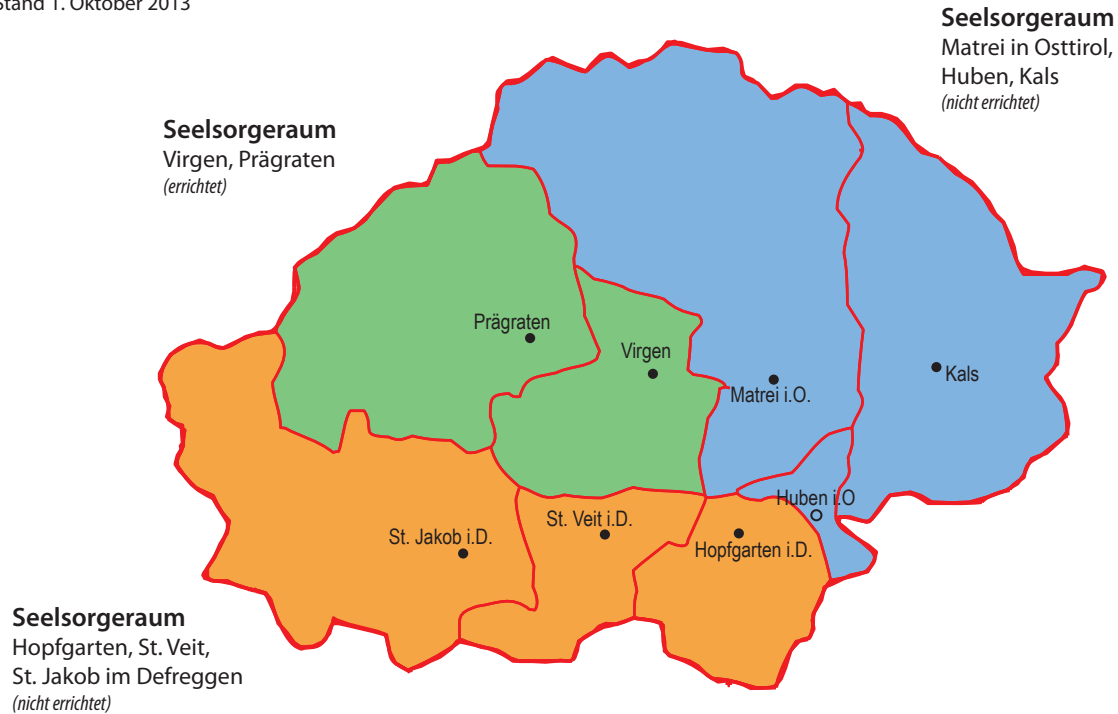 Stand 1. Oktober 2013
Seelsorgeraum
Matrei in Osttirol,
Huben, Kals
(nicht errichtet)
Seelsorgeraum
Virgen, Prägraten
(errichtet)
Prägraten
Virgen
Matrei i.O.
Kals
Huben i.O
St. Veit i.D.
St. Jakob i.D.
Hopfgarten i.D.
Seelsorgeraum
Hopfgarten, St. Veit,
St. Jakob im Defreggen
(nicht errichtet)